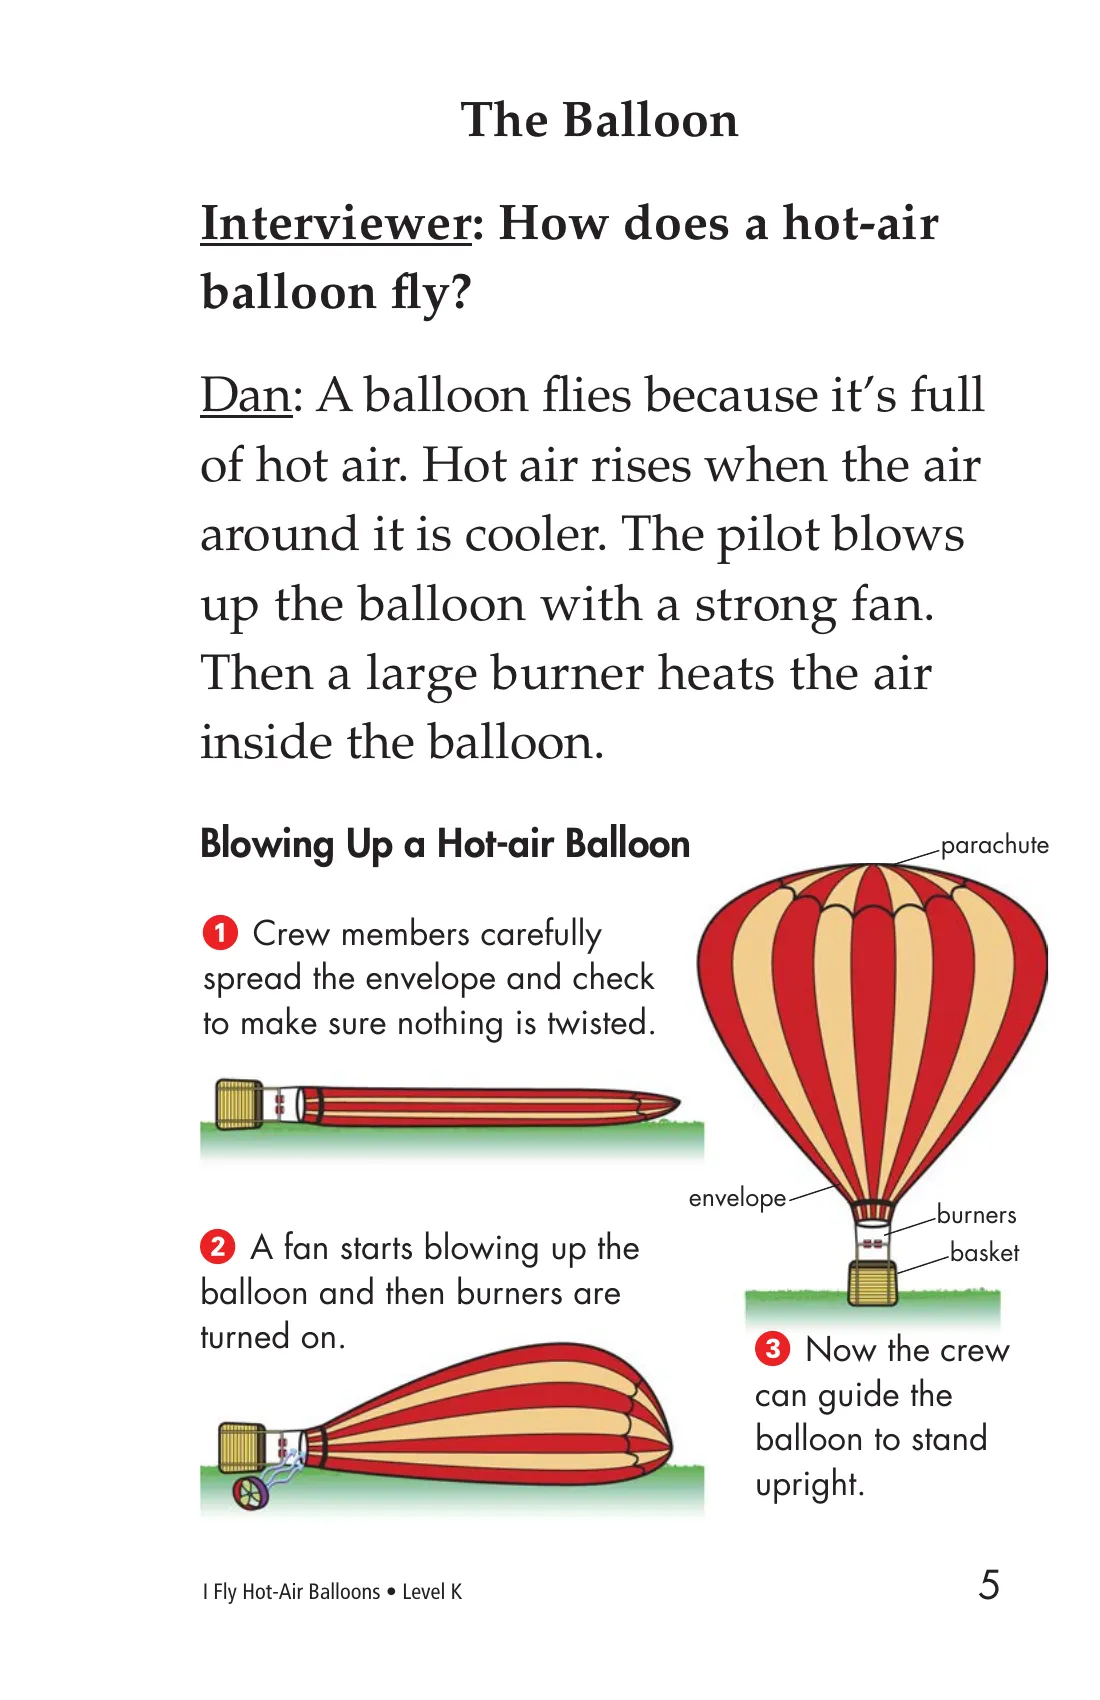 The Balloon
Interviewer: How does a hot-air
balloon fly?
Dan: A balloon flies because it’s full
of hot air. Hot air rises when the air
around it is cooler. The pilot blows
up the balloon with a strong fan.
Then a large burner heats the air
inside the balloon.
Blowing Up a Hot-air Balloon
1 Crew members carefully
spread the envelope and check
to make sure nothing is twisted.
2 A fan starts blowing up the
balloon and then burners are
turned on.
parachute
envelope
burners
basket
3 Now the crew
can guide the
balloon to stand
upright.
I Fly Hot-Air Balloons • Level K
5